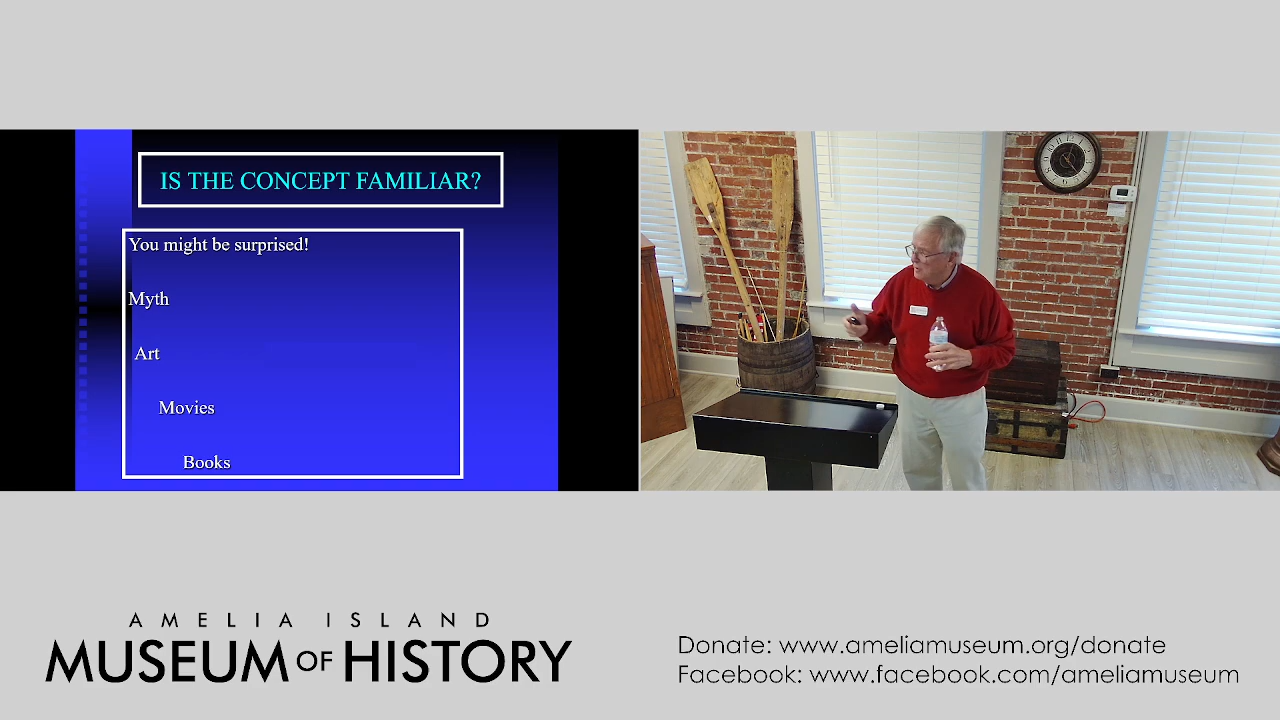 IS THE CONCEPT FAMILIAR?
You might be surprised!
Myth
Art
Movies
Books
AMELIA ISLAND
MUSEUM OF HISTORY
Donate: www.ameliamuseum.org/donate
Facebook: www.facebook.com/ameliamuseum